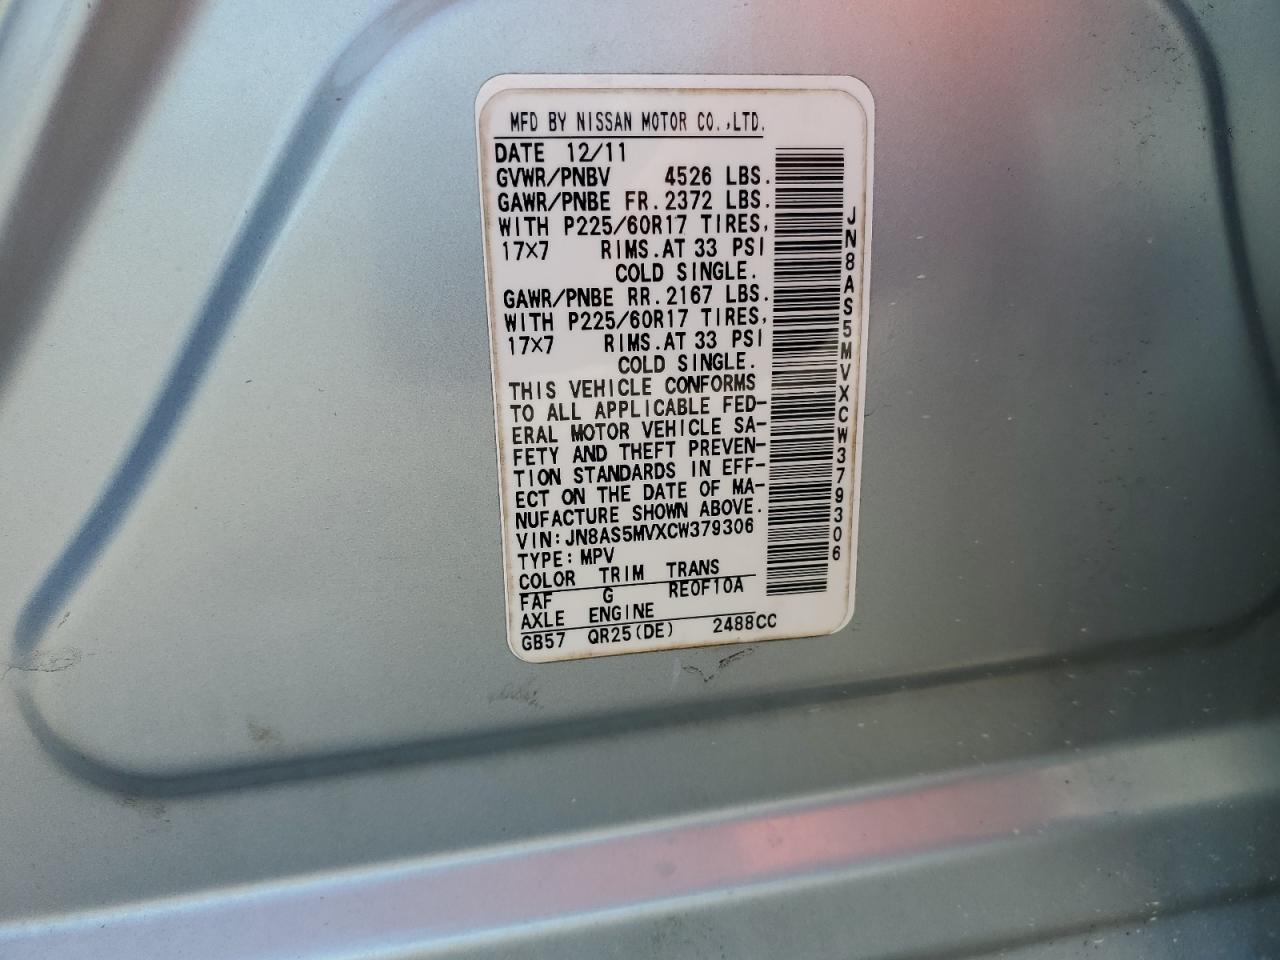 MFD BY NISSAN MOTOR CO.,LTD.
DATE 12/11
GVWR/PNBV 4526 LBS.
GAWR/PNBE FR.2372 LBS.
WITH P225/60R17 TIRES,
17X7 RIMS.AT 33 PSI
COLD SINGLE.
GAWR/PNBE RR.2167 LBS.
WITH P225/60R17 TIRES,
17X7 RIMS.AT 33 PSI
COLD SINGLE.
THIS VEHICLE CONFORMS
TO ALL APPLICABLE FED-
ERAL MOTOR VEHICLE SA-
FETY AND THEFT PREVEN-
TION STANDARDS IN EFF-
ECT ON THE DATE OF MA-
NUFACTURE SHOWN ABOVE.
VIN:JN8AS5MVXCW379306
TYPE:MPV
COLOR TRIM TRANS
FAF G RE0F10A
AXLE ENGINE
GB57 QR25(DE) 2488CC
JN8AS5MVXCW379306